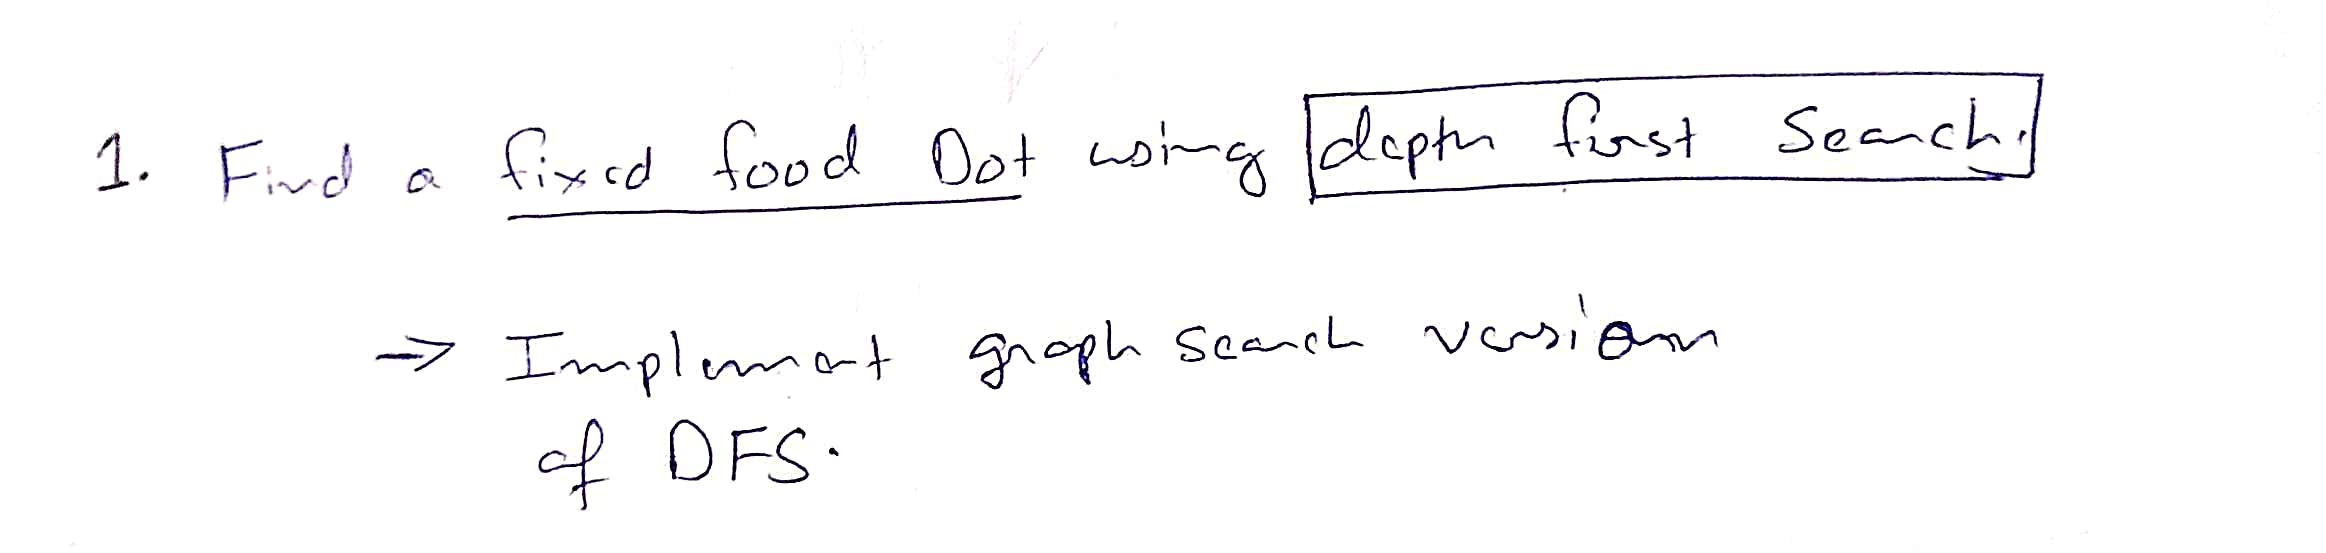 1. Find a fixed food Dot using depth first Search.
→ Implement graph search version
of DFS.